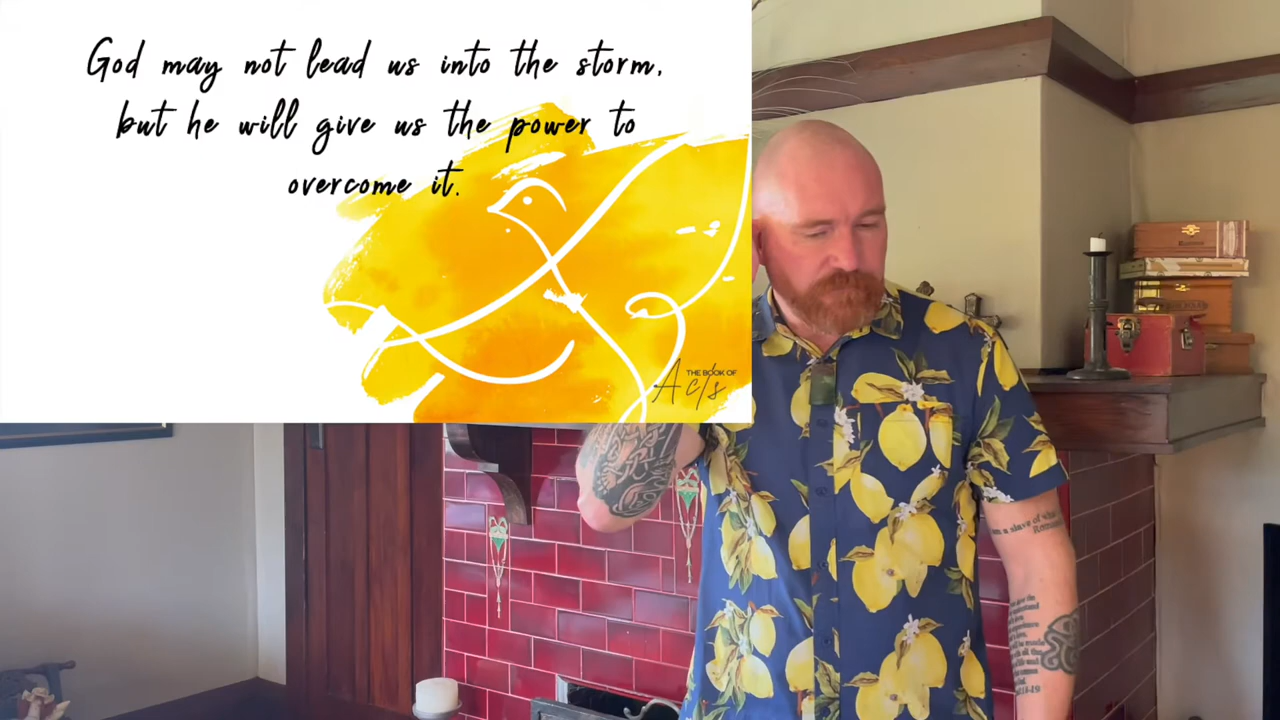 God may not lead us into the storm,
but he will give us the power to
overcome it.
THE BOOK OF
Acts